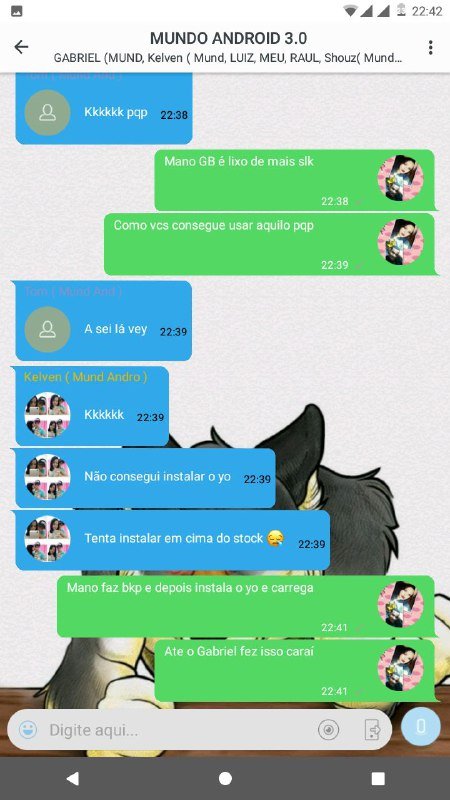 22:42
MUNDO ANDROID 3.0
GABRIEL (MUND, Kelven ( Mund, LUIZ, MEU, RAUL, Shouz( Mund...
Tom ( Mund And )
Kkkkkk pqp 22:38
Mano GB é lixo de mais slk
22:38
Como vcs consegue usar aquilo pqp
22:39
Tom ( Mund And )
A sei lá vey 22:39
Kelven ( Mund Andro )
Kkkkkk 22:39
Não consegui instalar o yo 22:39
Tenta instalar em cima do stock 😪 22:39
Mano faz bkp e depois instala o yo e carrega
22:41
Ate o Gabriel fez isso caraí
22:41
Digite aqui...